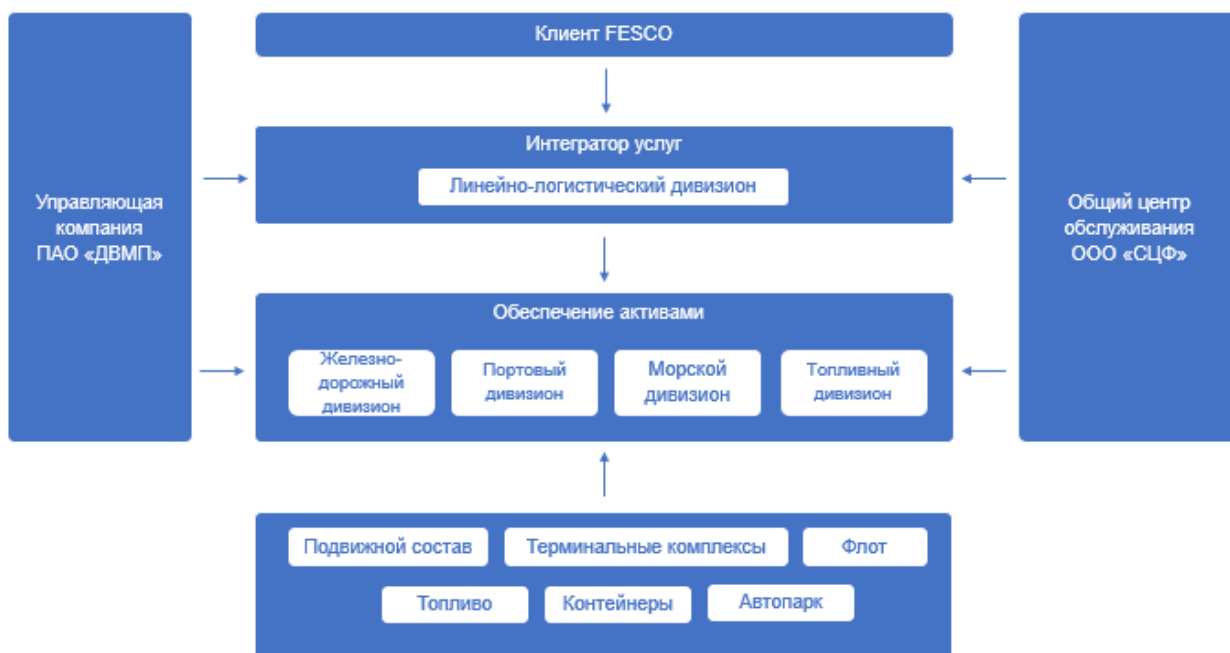 Клиент FESCO
Интегратор услуг
Линейно-логистический дивизион
Управляющая
компания
ПАО «ДВМП»
Общий центр
обслуживания
ООО «СЦФ»
Обеспечение активами
Железно-
дорожный
дивизион
Портовый
дивизион
Морской
дивизион
Топливный
дивизион
Подвижной состав
Терминальные комплексы
Флот
Топливо
Контейнеры
Автопарк